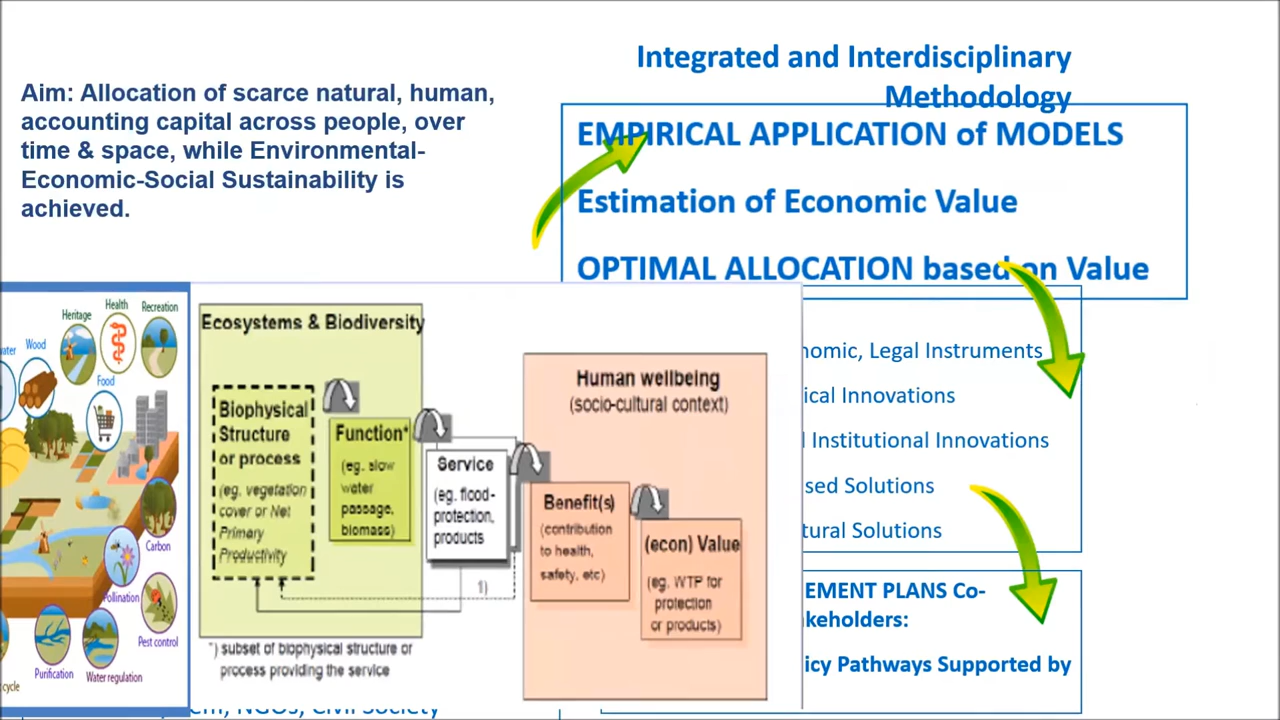 Integrated and Interdisciplinary
Methodology
Aim: Allocation of scarce natural, human,
accounting capital across people, over
time & space, while Environmental-
Economic-Social Sustainability is
achieved.
EMPIRICAL APPLICATION of MODELS
Estimation of Economic Value
OPTIMAL ALLOCATION based on Value
Heritage
Health
Recreation
Wood
Food
Carbon
Pollination
Pest control
Purification
Water regulation
cycle
Ecosystems & Biodiversity
Biophysical
Structure
or process
(eg. vegetation
cover or Net
Primary
Productivity)
Function*
(eg. slow
water
passage,
biomass)
Service
(eg. flood-
protection,
products
1)
*) subset of biophysical structure or
process providing the service
Human wellbeing
(socio-cultural context)
Benefit(s)
(contribution
to health,
safety, etc)
(econ) Value
(eg. WTP for
protection
or products)
nomic, Legal Instruments
ical Innovations
Institutional Innovations
sed Solutions
tural Solutions
EMENT PLANS Co-
keholders:
icy Pathways Supported by
em, NGOs, Civil Society